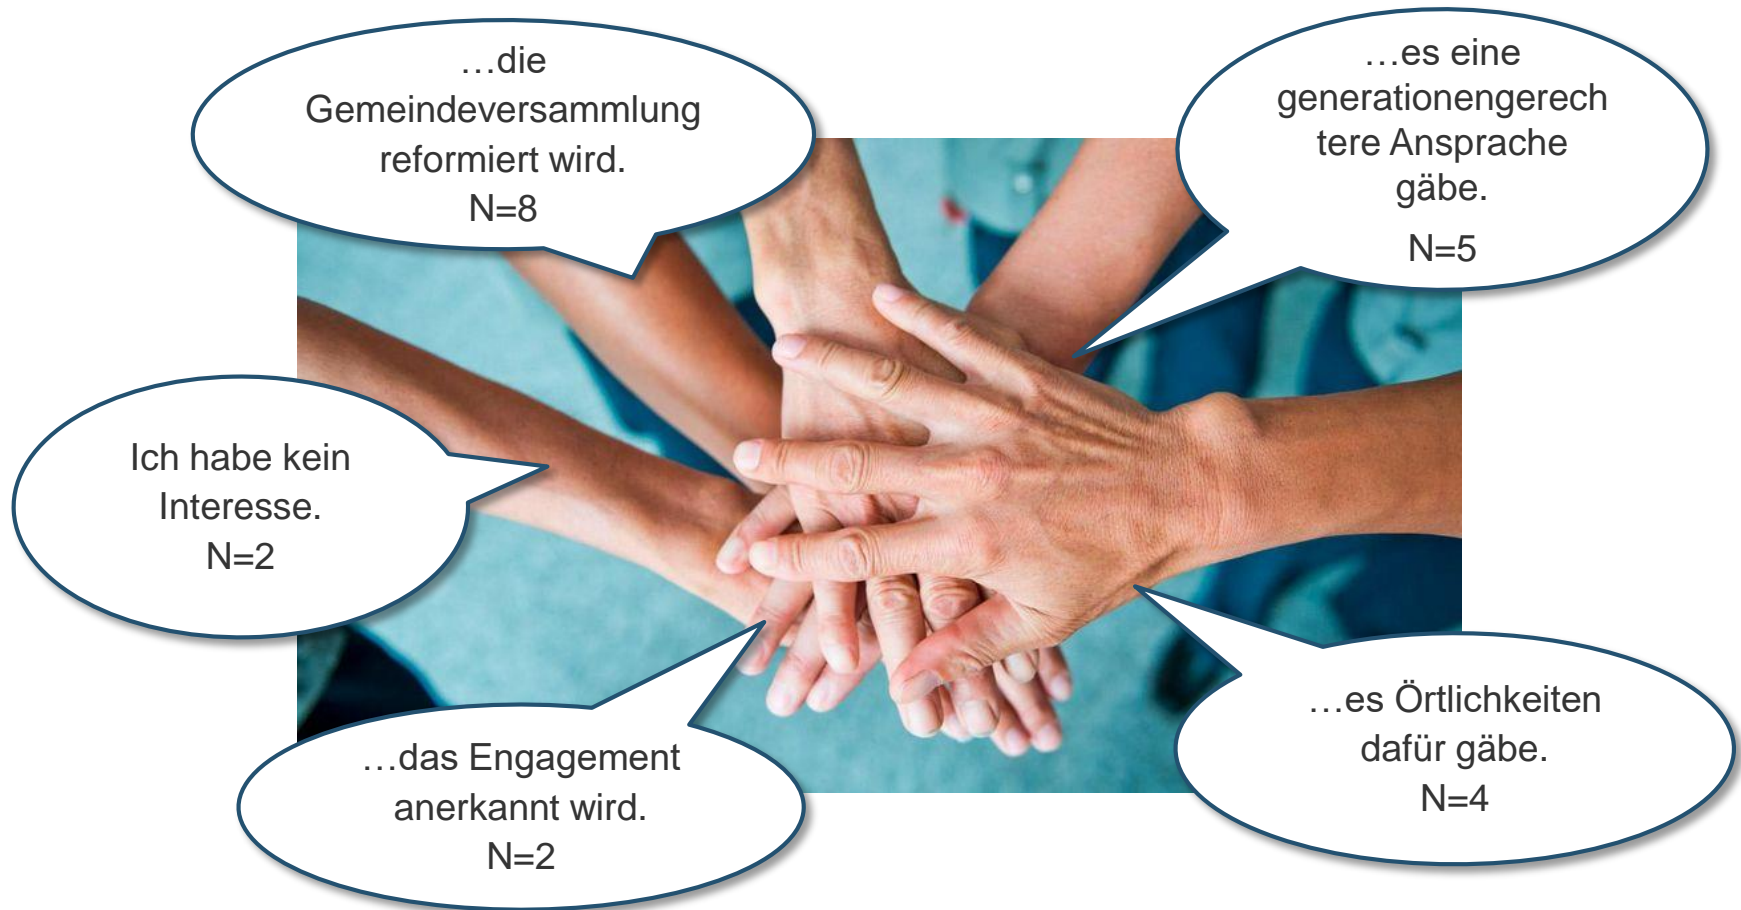 …die
Gemeindeversammlung
reformiert wird.
N=8
…es eine
generationengerech
tere Ansprache
gäbe.
N=5
Ich habe kein
Interesse.
N=2
…das Engagement
anerkannt wird.
N=2
…es Örtlichkeiten
dafür gäbe.
N=4